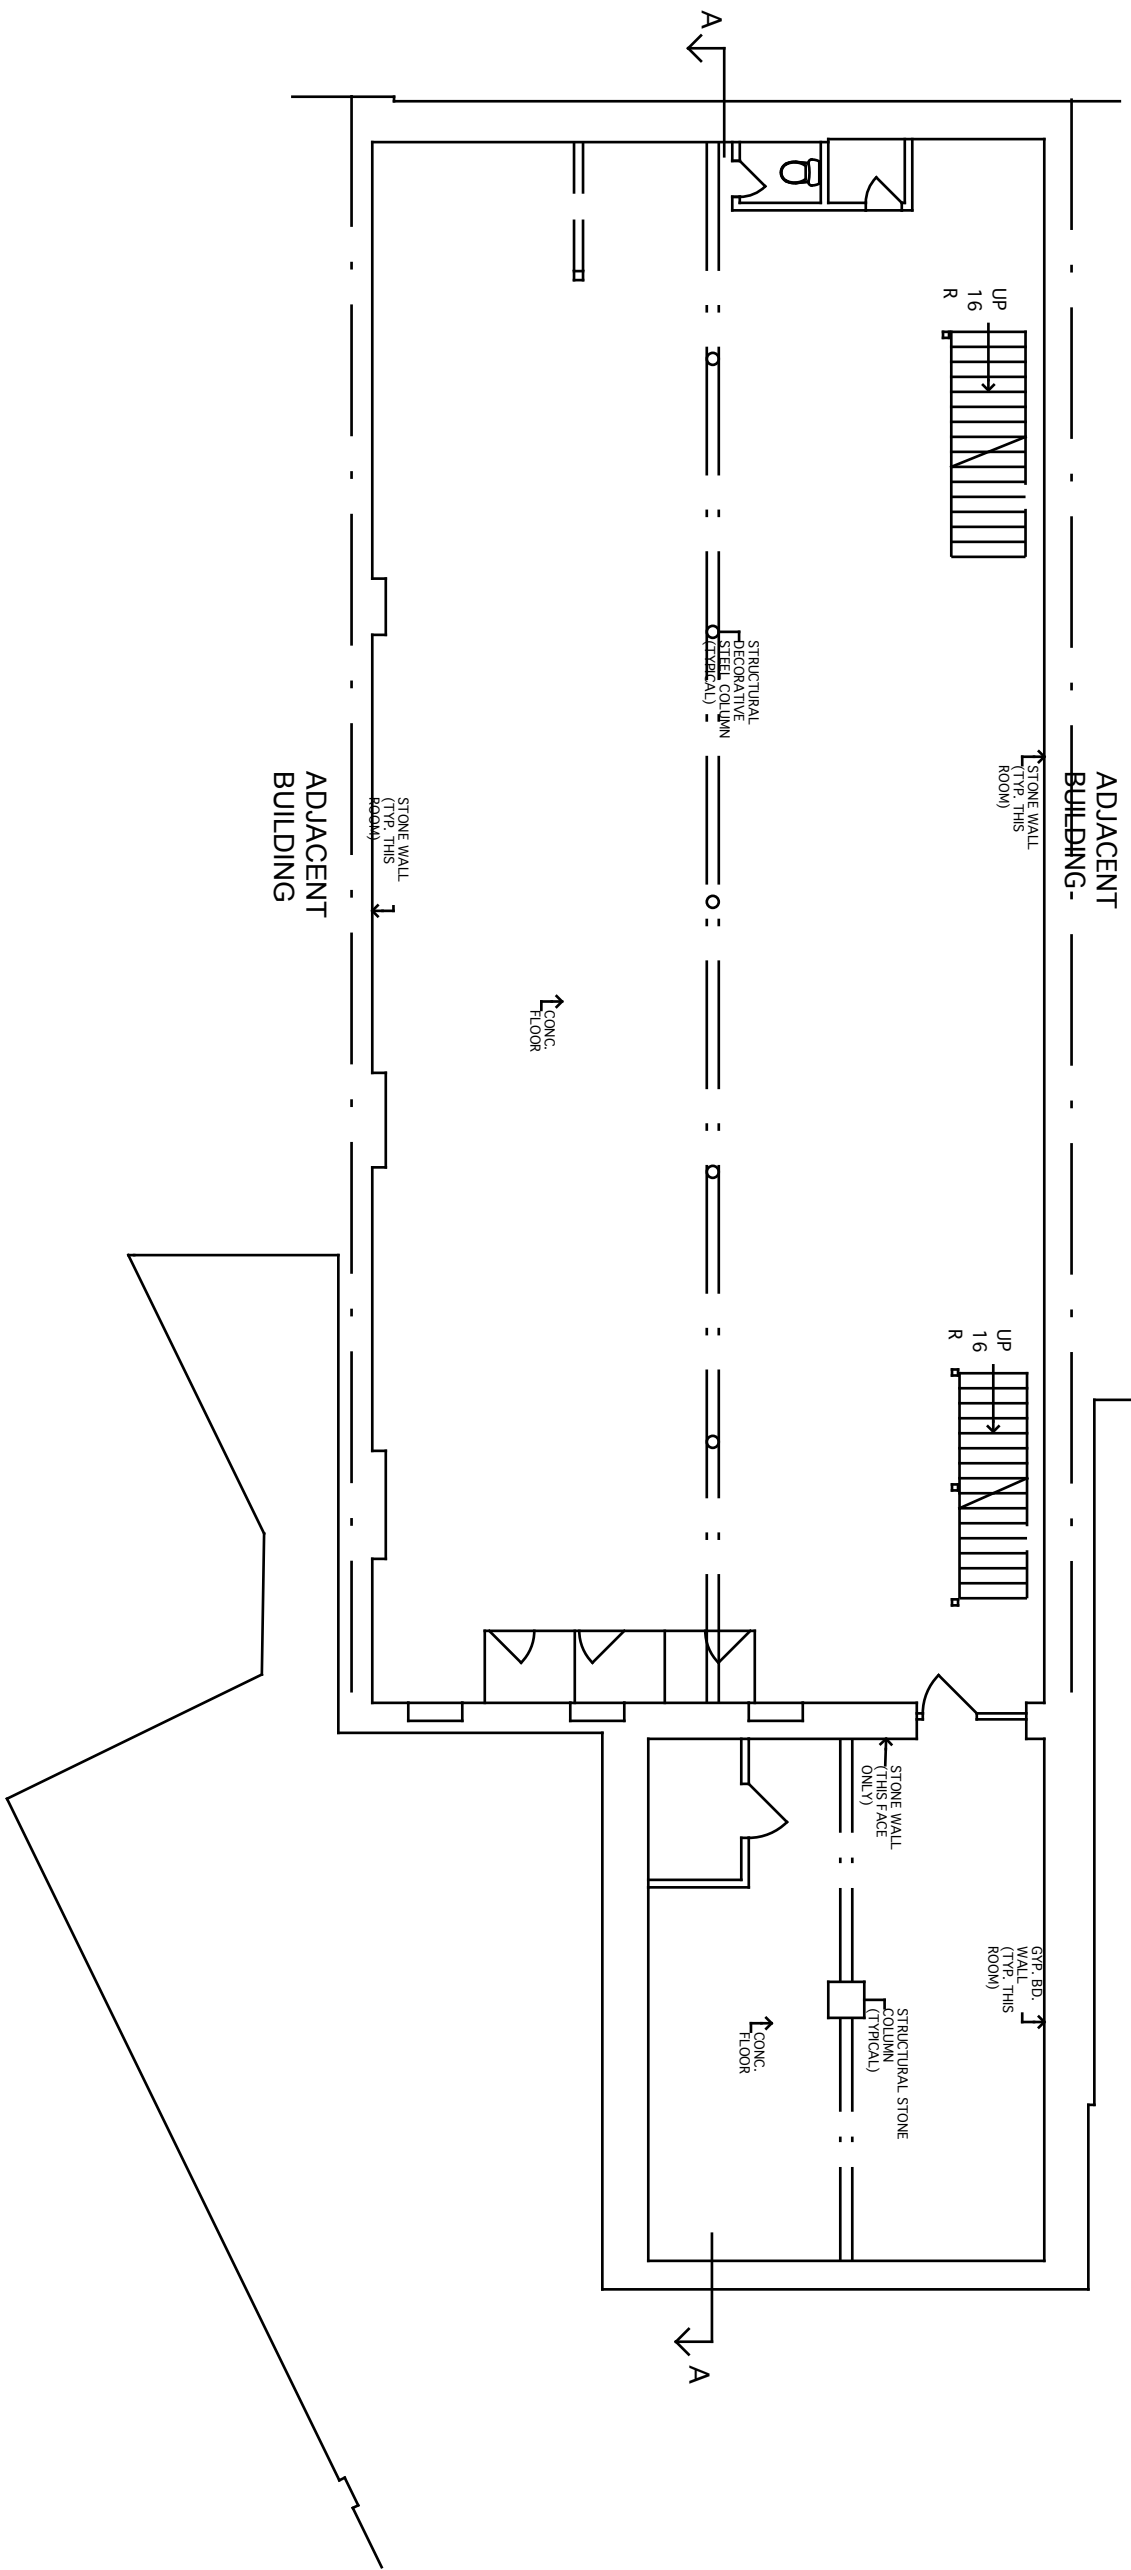 A
UP
16
R
STRUCTURAL
DECORATIVE
STEEL COLUMN
(TYPICAL)
STONE WALL
(TYP. THIS
ROOM)
ADJACENT
BUILDING
ADJACENT
BUILDING
STONE WALL
(TYP. THIS
ROOM)
CONC.
FLOOR
UP
16
R
STONE WALL
(THIS FACE
ONLY)
GYP. BD.
WALL
(TYP. THIS
ROOM)
STRUCTURAL STONE
COLUMN
(TYPICAL)
CONC.
FLOOR
A